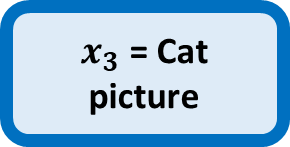 x₃ = Cat
picture